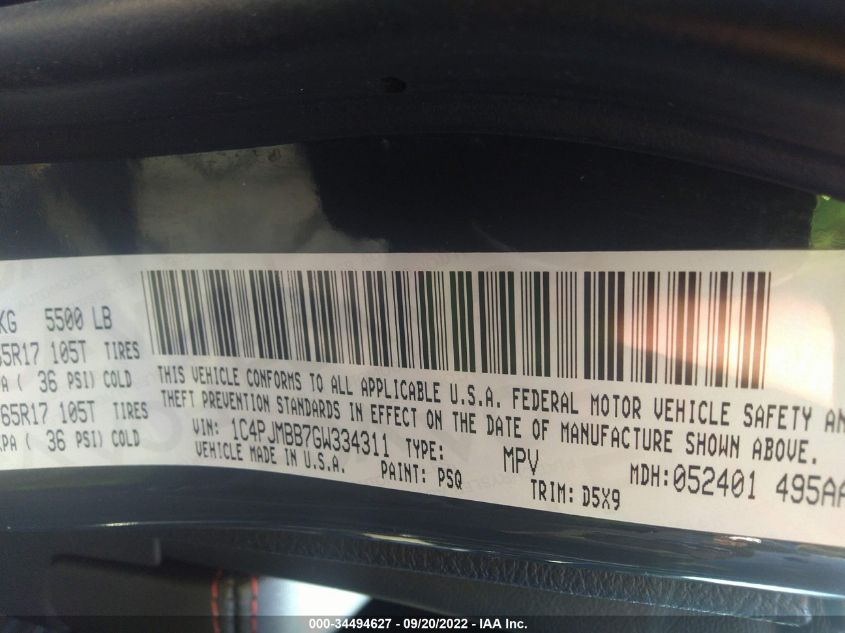 KG 5500 LB
5R17 105T TIRES
PA ( 36 PSI) COLD
65R17 105T TIRES
KPA ( 36 PSI) COLD
THIS VEHICLE CONFORMS TO ALL APPLICABLE U.S.A. FEDERAL MOTOR VEHICLE SAFETY AN
THEFT PREVENTION STANDARDS IN EFFECT ON THE DATE OF MANUFACTURE SHOWN ABOVE.
VIN: 1C4PJMBB7GW334311 TYPE: MPV MDH:052401 495AA
VEHICLE MADE IN U.S.A. PAINT: PSQ TRIM: D5X9
000-34494627 - 09/20/2022 - IAA Inc.